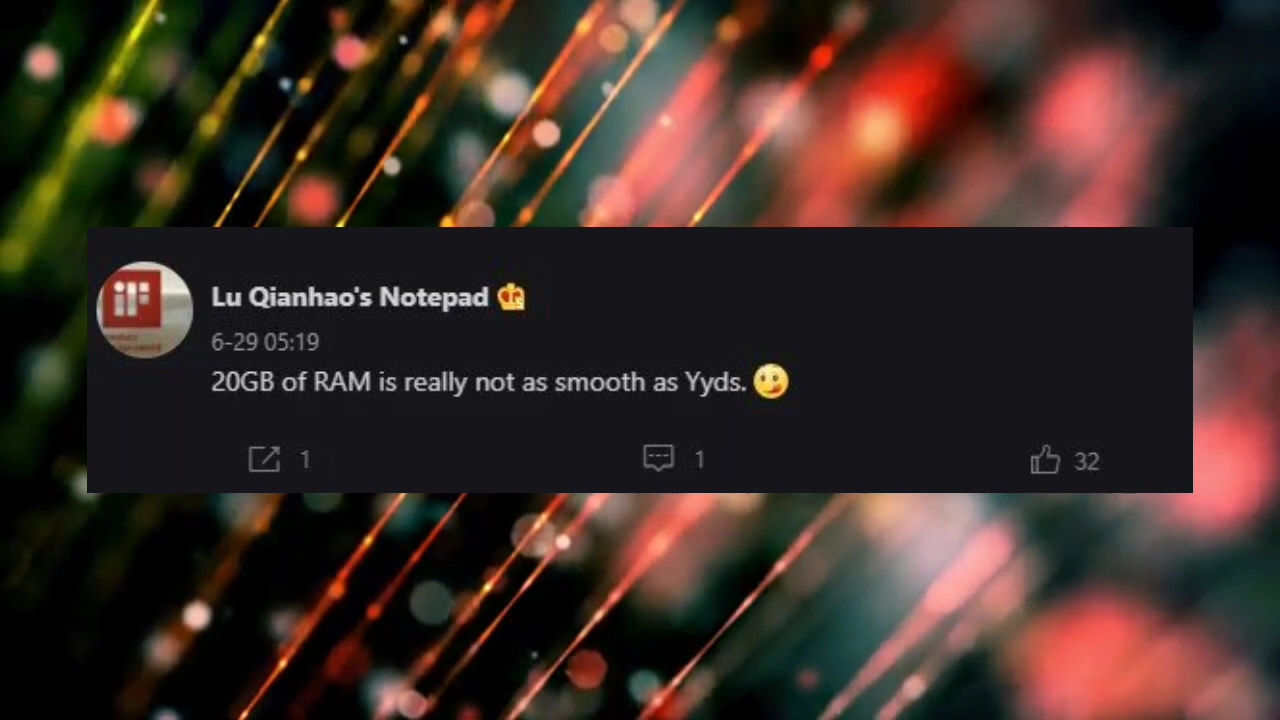 iF
Lu Qianhao's Notepad
6-29 05:19
20GB of RAM is really not as smooth as Yyds.
1 1 32